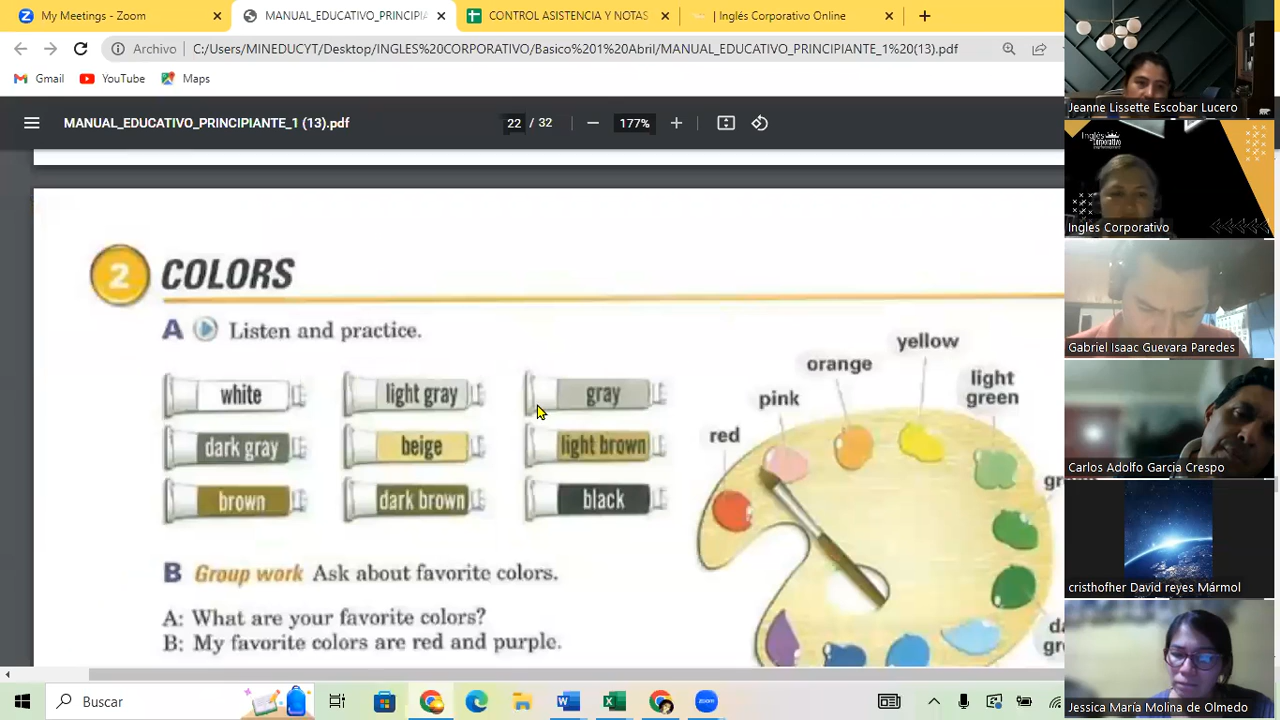 My Meetings - Zoom
MANUAL_EDUCATIVO_PRINCIPIA
CONTROL ASISTENCIA Y NOTAS
| Inglés Corporativo Online
Archivo
C:/Users/MINEDUCYT/Desktop/INGLES%20CORPORATIVO/Basico%201%20Abril/MANUAL_EDUCATIVO_PRINCIPIANTE_1%20(13).pdf
Gmail
YouTube
Maps
MANUAL_EDUCATIVO_PRINCIPIANTE_1 (13).pdf
22 / 32
177%
2 COLORS
A Listen and practice.
white
light gray
gray
dark gray
beige
light brown
brown
dark brown
black
red
pink
orange
yellow
light
green
B Group work Ask about favorite colors.
A: What are your favorite colors?
B: My favorite colors are red and purple.
Jeanne Lissette Escobar Lucero
Inglés
Corporativo
Ingles Corporativo
Gabriel Isaac Guevara Paredes
Carlos Adolfo Garcia Crespo
cristhofher David reyes Mármol
Jessica María Molina de Olmedo
Buscar